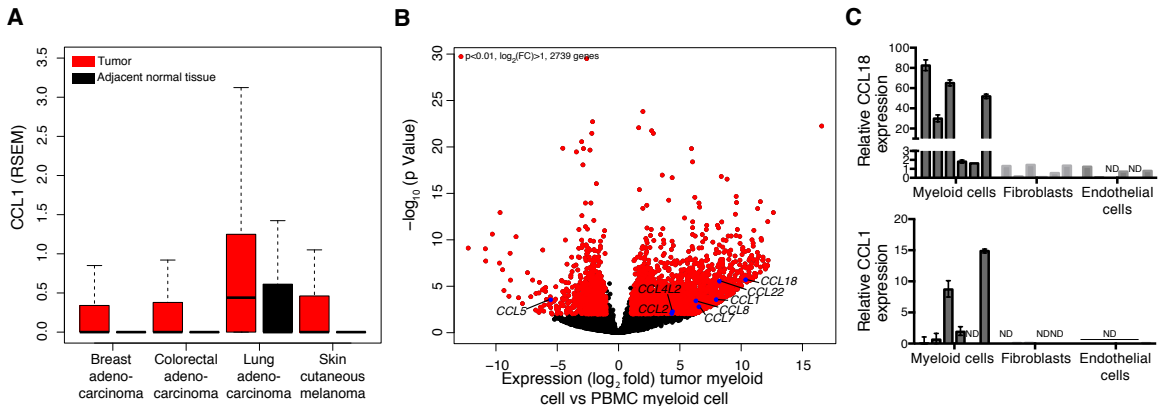 A
CCL1 (RSEM)
3.5
3.0
2.5
2.0
1.5
1.0
0.5
0.0
Tumor
Adjacent normal tissue
Breast adeno-carcinoma
Colorectal adeno-carcinoma
Lung adeno-carcinoma
Skin cutaneous melanoma
B
−log10 (p Value)
30
25
20
15
10
5
0
p<0.01, log2(FC)>1, 2739 genes
CCL5
CCL4L2
CCL2
CCL18
CCL22
CCL1
CCL8
CCL7
−10 −5 0 5 10 15
Expression (log2 fold) tumor myeloid
cell vs PBMC myeloid cell
C
Relative CCL18
expression
100
80
60
40
20
3
2
1
0
ND ND
Myeloid cells Fibroblasts Endothelial
cells
Relative CCL1
expression
20
15
10
5
0
ND ND NDND ND
Myeloid cells Fibroblasts Endothelial
cells